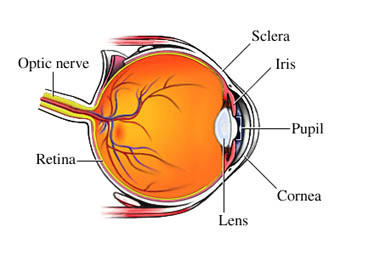 Sclera
Iris
Optic nerve
Pupil
Retina
Cornea
Lens